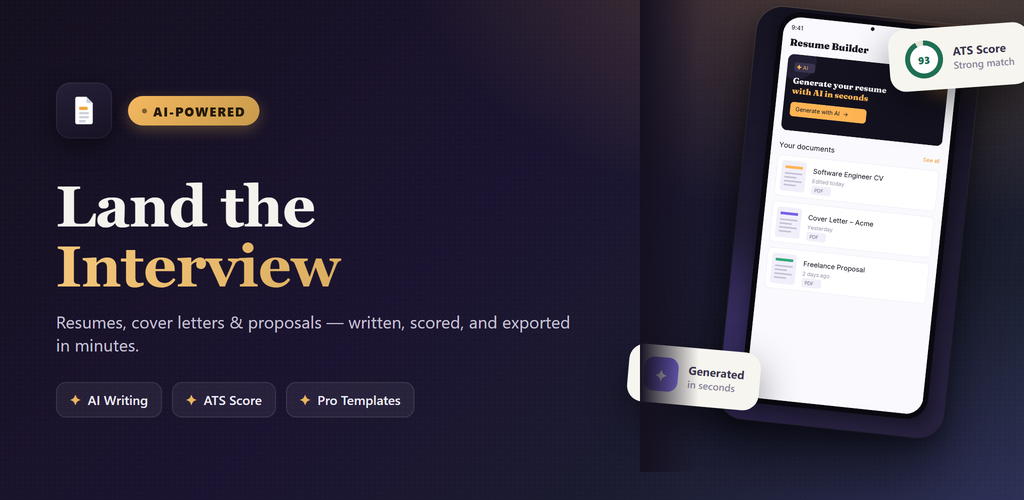 AI-POWERED
Land the
Interview
Resumes, cover letters & proposals — written, scored, and exported
in minutes.
AI Writing
ATS Score
Pro Templates
9:41
Resume Builder
AI
Generate your resume
with AI in seconds
Generate with AI →
Your documents
See all
Software Engineer CV
Edited today
PDF
Cover Letter – Acme
Yesterday
PDF
Freelance Proposal
2 days ago
PDF
93
ATS Score
Strong match
Generated
in seconds